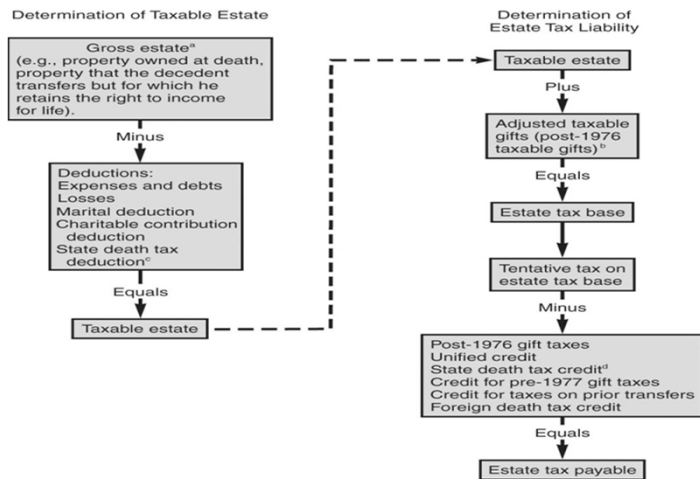 Determination of Taxable Estate
Gross estateᵃ
(e.g., property owned at death,
property that the decedent
transfers but for which he
retains the right to income
for life).
Minus
Deductions:
Expenses and debts
Losses
Marital deduction
Charitable contribution
deduction
State death tax
deductionᶜ
Equals
Taxable estate
Determination of
Estate Tax Liability
Taxable estate
Plus
Adjusted taxable
gifts (post-1976
taxable gifts)ᵇ
Equals
Estate tax base
Tentative tax on
estate tax base
Minus
Post-1976 gift taxes
Unified credit
State death tax creditᵈ
Credit for pre-1977 gift taxes
Credit for taxes on prior transfers
Foreign death tax credit
Equals
Estate tax payable